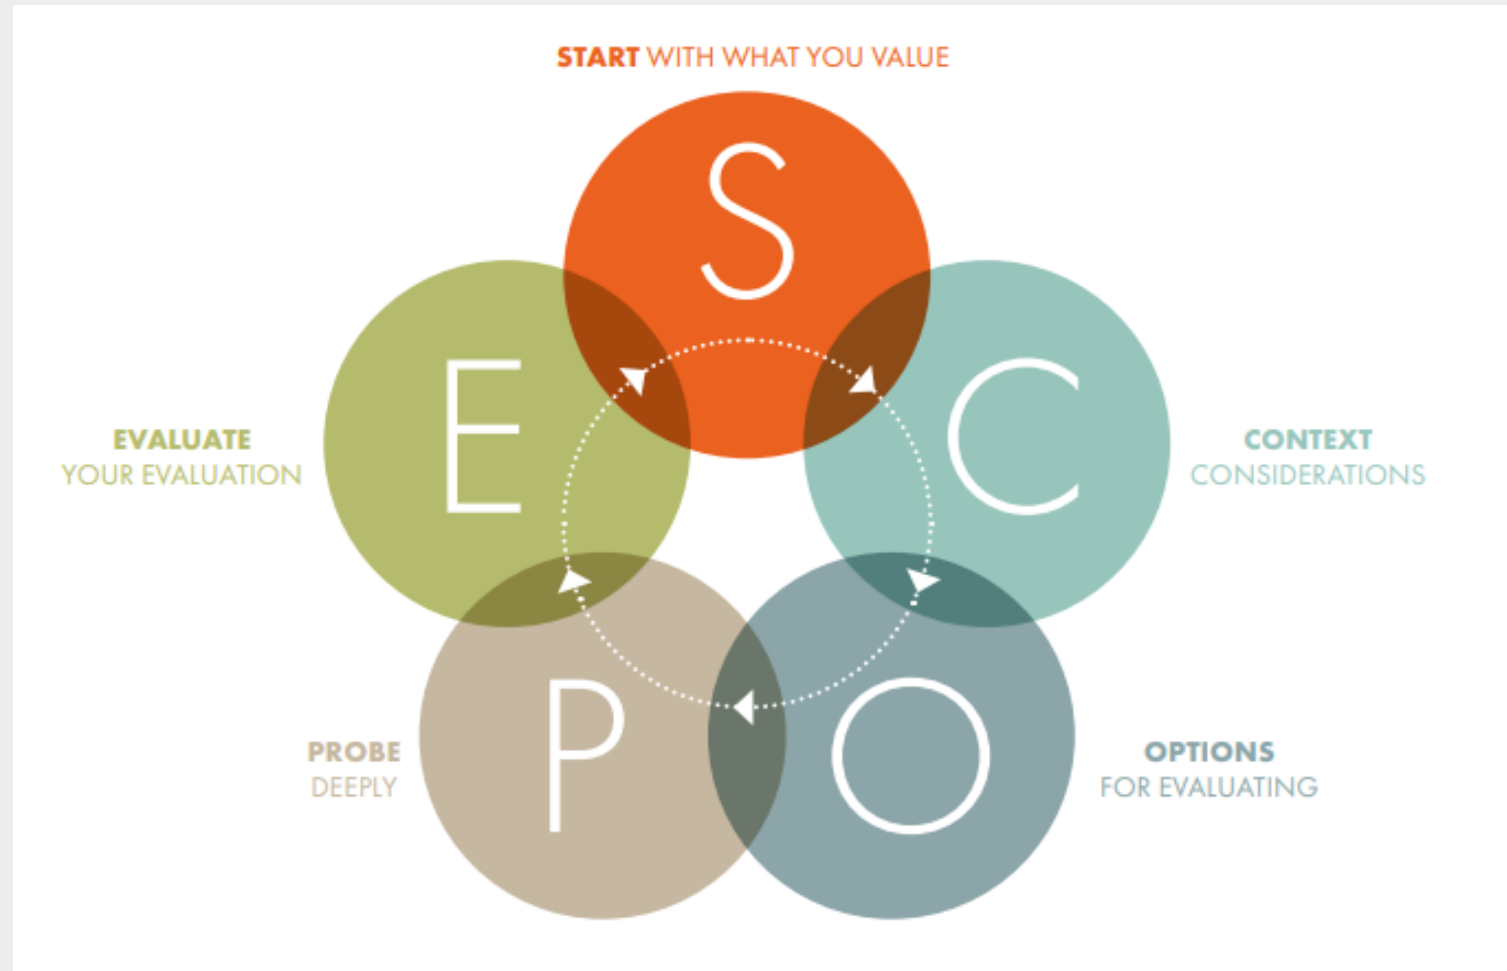 START WITH WHAT YOU VALUE
S
E
C
EVALUATE
YOUR EVALUATION
CONTEXT
CONSIDERATIONS
P
O
PROBE
DEEPLY
OPTIONS
FOR EVALUATING